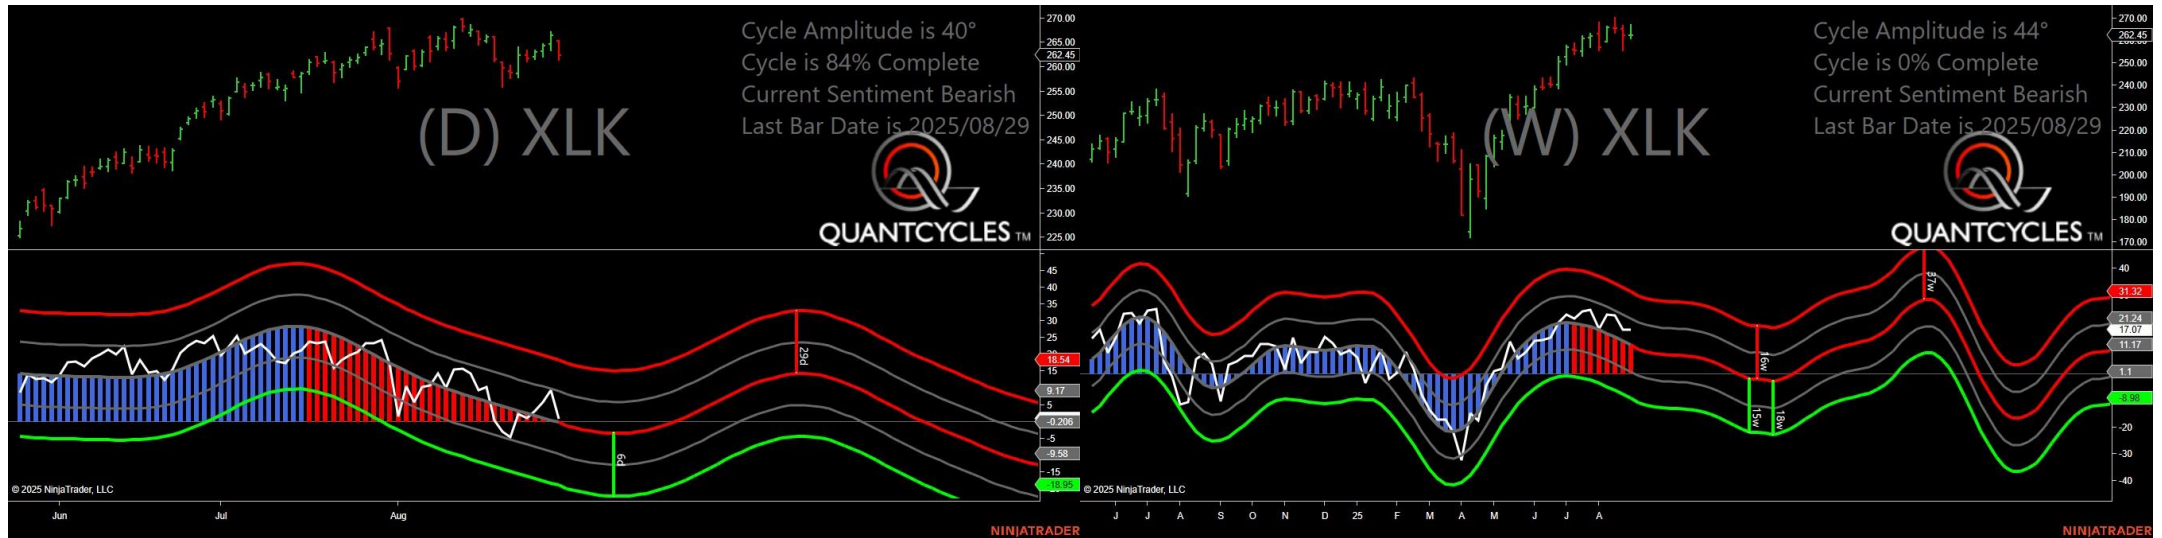 Cycle Amplitude is 40°
Cycle is 84% Complete
Current Sentiment Bearish
Last Bar Date is 2025/08/29
(D) XLK
QUANTCYCLES TM
270.00
265.00
262.45
260.00
255.00
250.00
245.00
240.00
235.00
230.00
225.00
45
40
35
30
25
18.54
15
9.17
5
-0.206
-5
-9.58
-15
-18.95
29d
6d
© 2025 NinjaTrader, LLC
Jun Jul Aug
NINJATRADER
Cycle Amplitude is 44°
Cycle is 0% Complete
Current Sentiment Bearish
Last Bar Date is 2025/08/29
(W) XLK
QUANTCYCLES TM
270.00
262.45
250.00
240.00
230.00
220.00
210.00
200.00
190.00
180.00
170.00
40
31.32
21.24
17.07
11.17
1.1
-8.98
-20
-30
-40
37w
16w
15w
18w
© 2025 NinjaTrader, LLC
J J A S O N D 25 F M A M J J A
NINJATRADER